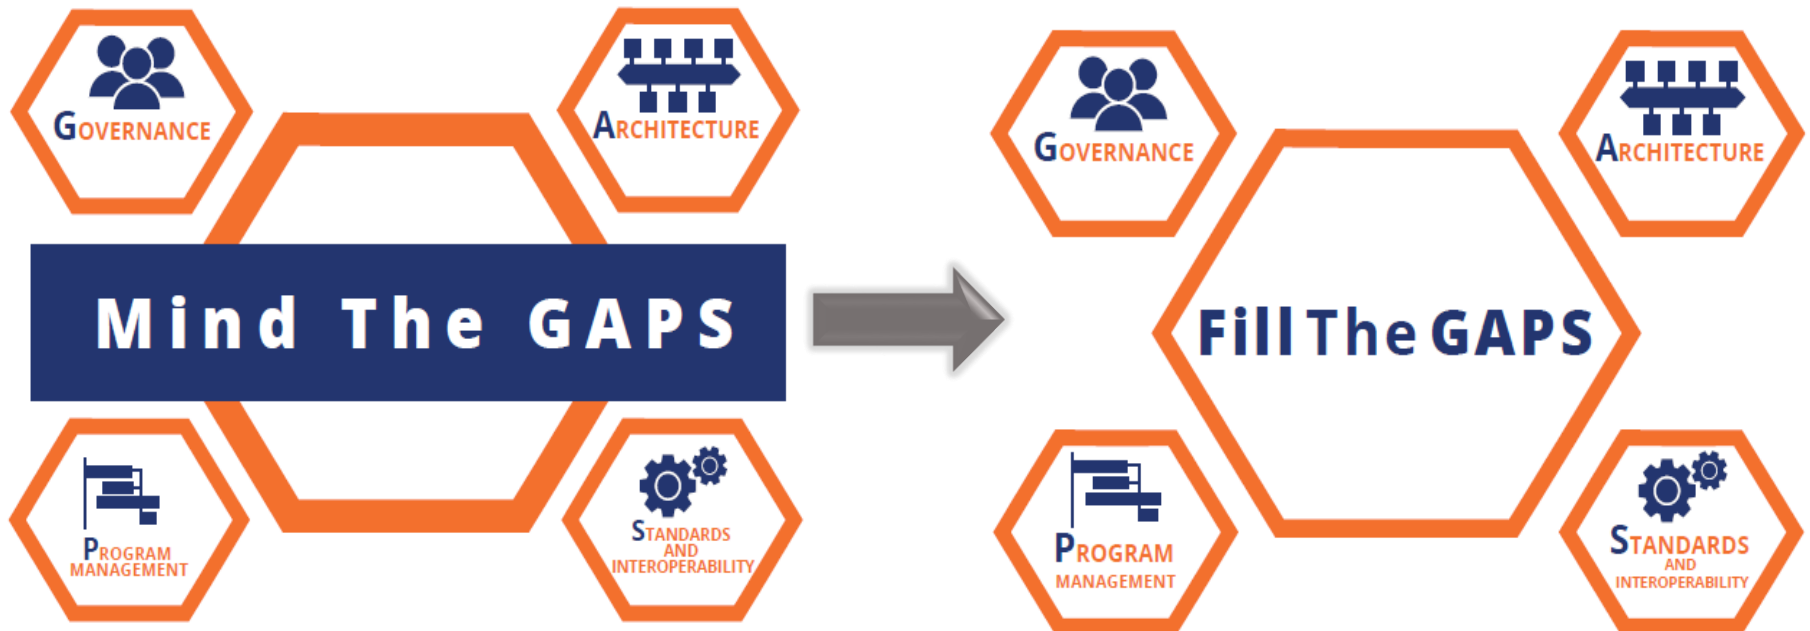 GOVERNANCE
ARCHITECTURE
Mind The GAPS
PROGRAM
MANAGEMENT
STANDARDS
AND
INTEROPERABILITY
GOVERNANCE
ARCHITECTURE
Fill The GAPS
PROGRAM
MANAGEMENT
STANDARDS
AND
INTEROPERABILITY